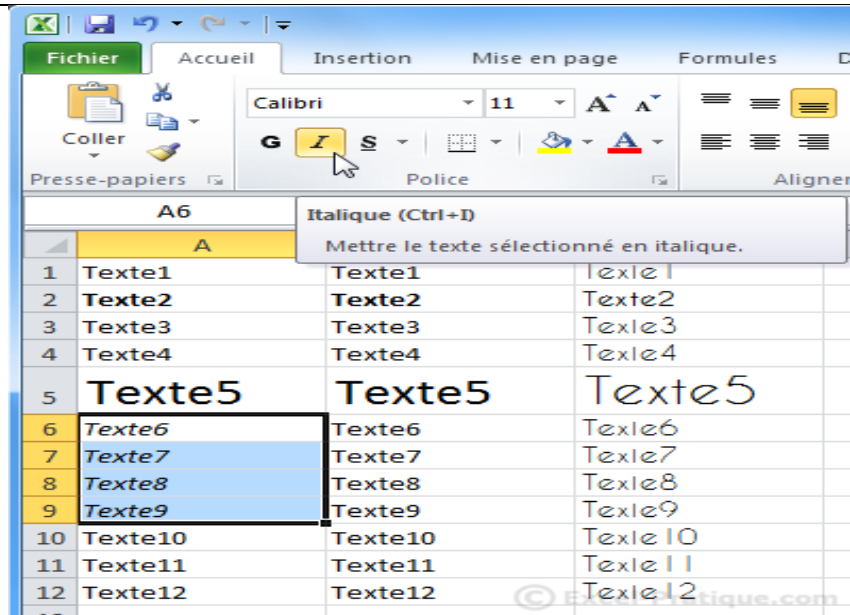 Fichier Accueil Insertion Mise en page Formules D
Calibri 11 A A
Coller G I S A
Presse-papiers Police Aligner
A6
Italique (Ctrl+I)
Mettre le texte sélectionné en italique.
A
1 Texte1 Texte1 Texte1
2 Texte2 Texte2 Texte2
3 Texte3 Texte3 Texte3
4 Texte4 Texte4 Texte4
5 Texte5 Texte5 Texte5
6 Texte6 Texte6 Texte6
7 Texte7 Texte7 Texte7
8 Texte8 Texte8 Texte8
9 Texte9 Texte9 Texte9
10 Texte10 Texte10 Texte10
11 Texte11 Texte11 Texte11
12 Texte12 Texte12 Texte12
© Excel-Pratique.com